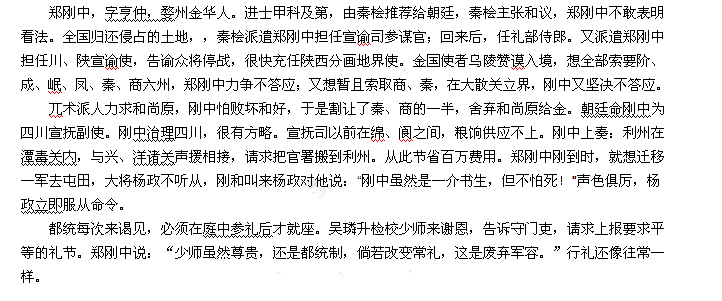 郑刚中，字亨仲，婺州金华人。进士甲科及第，由秦桧推荐给朝廷，秦桧主张和议，郑刚中不敢表明
看法。全国归还侵占的土地，，秦桧派遣郑刚中担任宣谕司参谋官；回来后，任礼部侍郎。又派遣郑刚中
担任川、陕宣谕使，告谕众将停战，很快充任陕西分画地界使。金国使者乌陵赞谟入境，想全部索要阶、
成、岷、凤、秦、商六州，郑刚中力争不答应；又想暂且索取商、秦，在大散关立界，刚中又坚决不答应。
兀术派人力求和尚原，刚中怕败坏和好，于是割让了秦、商的一半，舍弃和尚原给金。朝廷命刚中为
四川宣抚副使。刚中治理四川，很有方略。宣抚司以前在绵、阆之间，粮饷供应不上。刚中上奏：利州在
潭毒关内，与兴、洋诸关声援相接，请求把官署搬到利州。从此节省百万费用。郑刚中刚到时，就想迁移
一军去屯田，大将杨政不听从，刚和叫来杨政对他说：“刚中虽然是一介书生，但不怕死！”声色俱厉，杨
政立即服从命令。
都统每次来谒见，必须在庭中参礼后才就座。吴璘升检校少师来谢恩，告诉守门吏，请求上报要求平
等的礼节。郑刚中说：“少师虽然尊贵，还是都统制，倘若改变常礼，这是废弃军容。”行礼还像往常一
样。